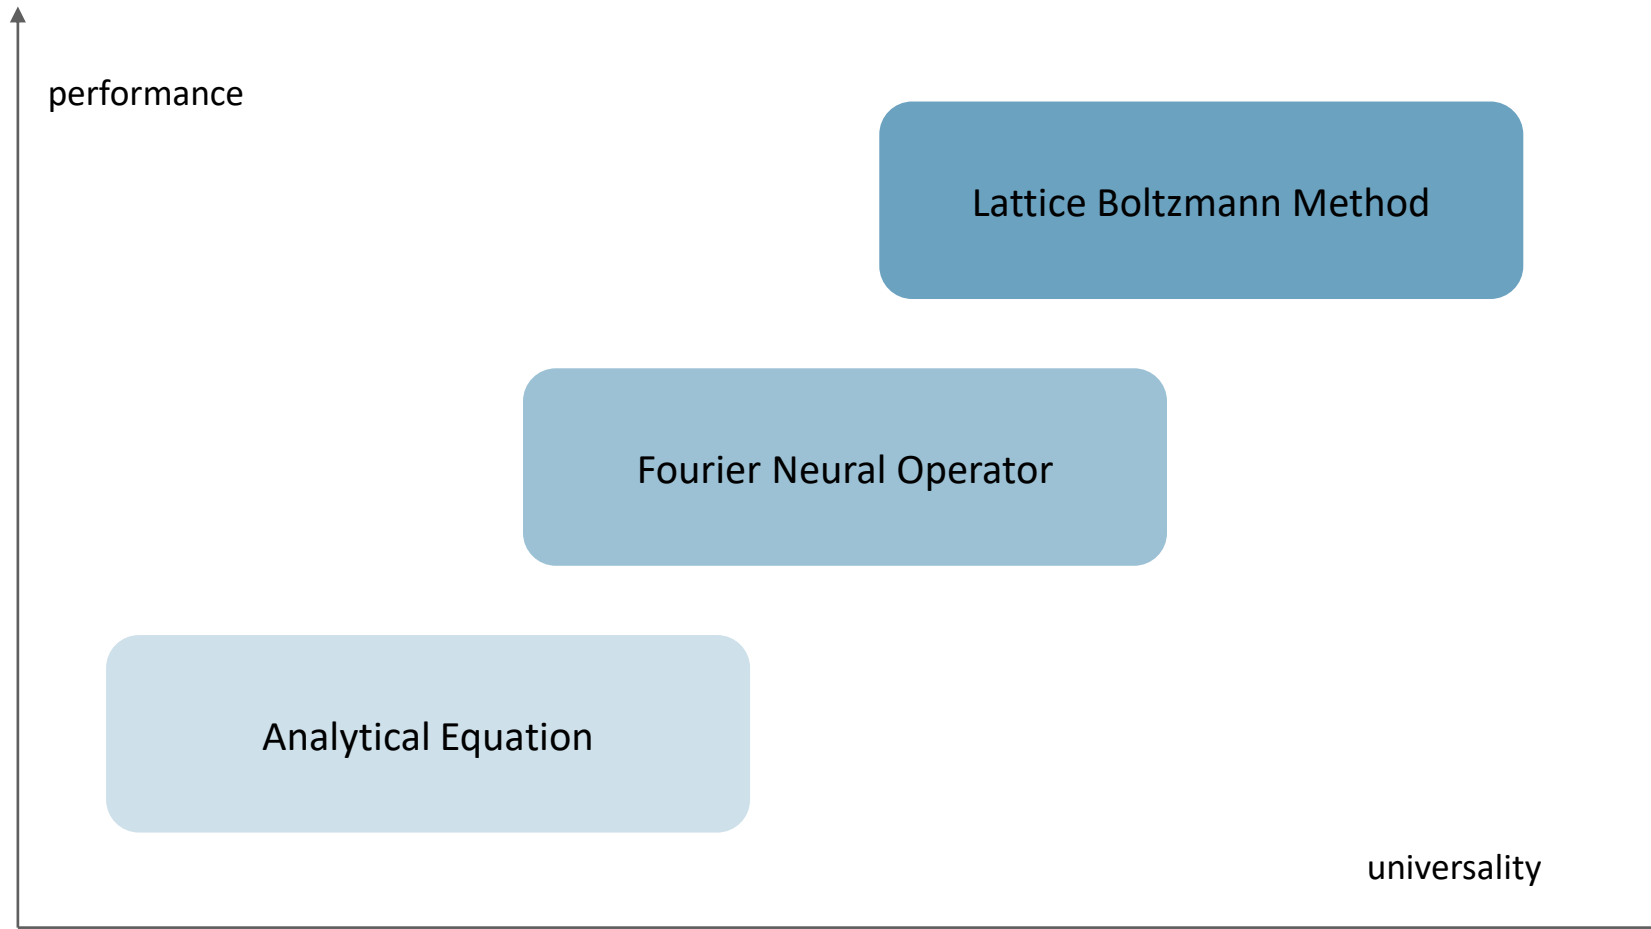 performance
Lattice Boltzmann Method
Fourier Neural Operator
Analytical Equation
universality